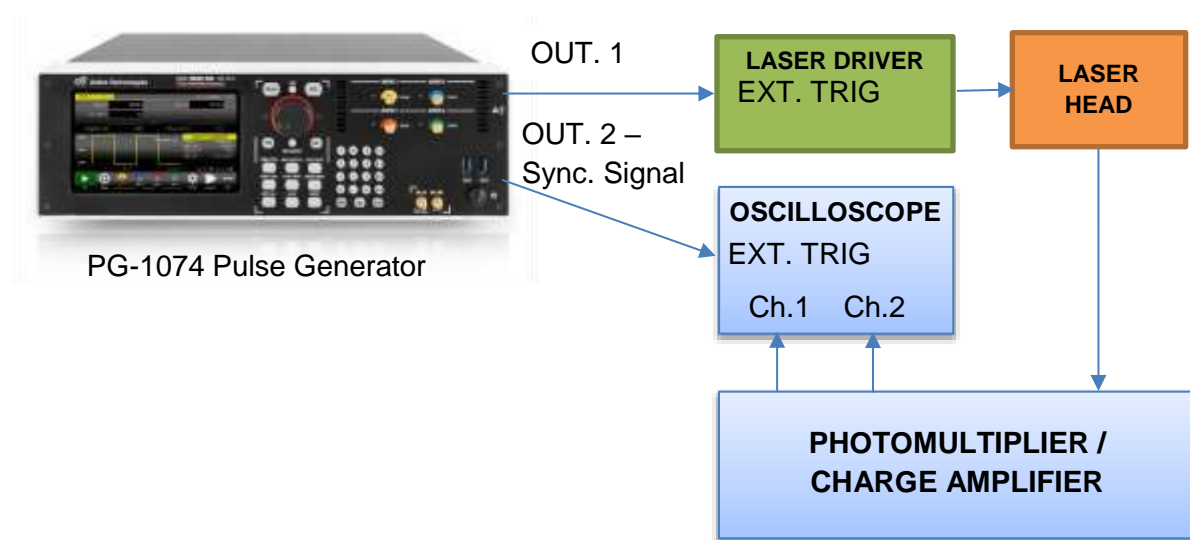 OUT. 1
LASER DRIVER
EXT. TRIG
LASER
HEAD
OUT. 2 –
Sync. Signal
OSCILLOSCOPE
EXT. TRIG
Ch.1 Ch.2
PG-1074 Pulse Generator
PHOTOMULTIPLIER /
CHARGE AMPLIFIER